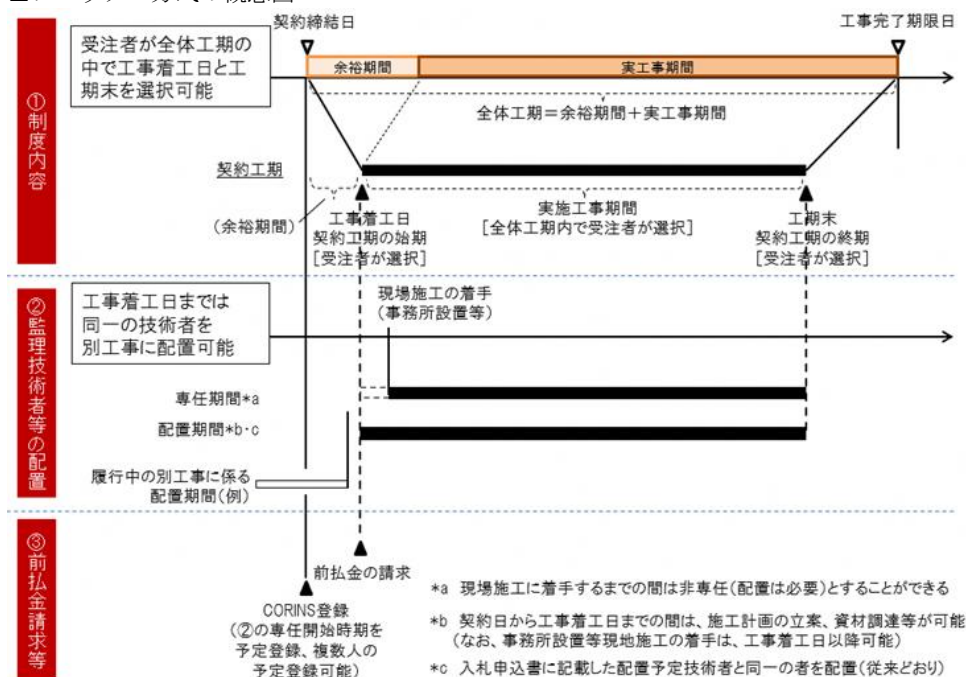 契約締結日
工事完了期限日
受注者が全体工期の
中で工事着工日と工
期末を選択可能
余裕期間
実工事期間
全体工期＝余裕期間＋実工事期間
①制度内容
契約工期
(余裕期間)
工事着工日
契約工期の始期
[受注者が選択]
実施工事期間
[全体工期内で受注者が選択]
工期末
契約工期の終期
[受注者が選択]
②監理技術者等の配置
工事着工日までは
同一の技術者を
別工事に配置可能
現場施工の着手
(事務所設置等)
専任期間*a
配置期間*b・c
履行中の別工事に係る
配置期間(例)
③前払金請求等
前払金の請求
CORINS登録
(②の専任開始時期を
予定登録、複数人の
予定登録可能)
*a 現場施工に着手するまでの間は非専任(配置は必要)とすることができる
*b 契約日から工事着工日までの間は、施工計画の立案、資材調達等が可能
(なお、事務所設置等現地施工の着手は、工事着工日以降可能)
*c 入札申込書に記載した配置予定技術者と同一の者を配置(従来どおり)